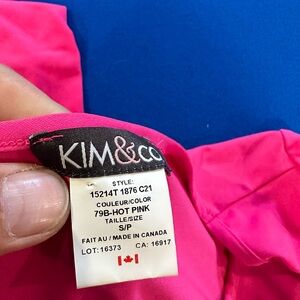 KIM&CO
STYLE:
15214T 1876 C21
COULEUR/COLOR
79B-HOT PINK
TAILLE/SIZE
S/P
FAIT AU / MADE IN CANADA
LOT: 16373 CA: 16917